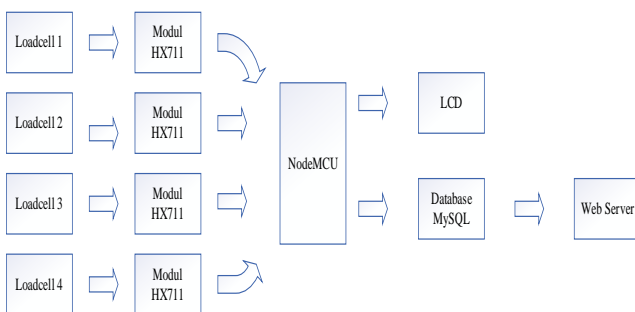 Loadcell 1
Modul
HX711
Loadcell 2
Modul
HX711
LCD
NodeMCU
Loadcell 3
Modul
HX711
Database
MySQL
Web Server
Loadcell 4
Modul
HX711